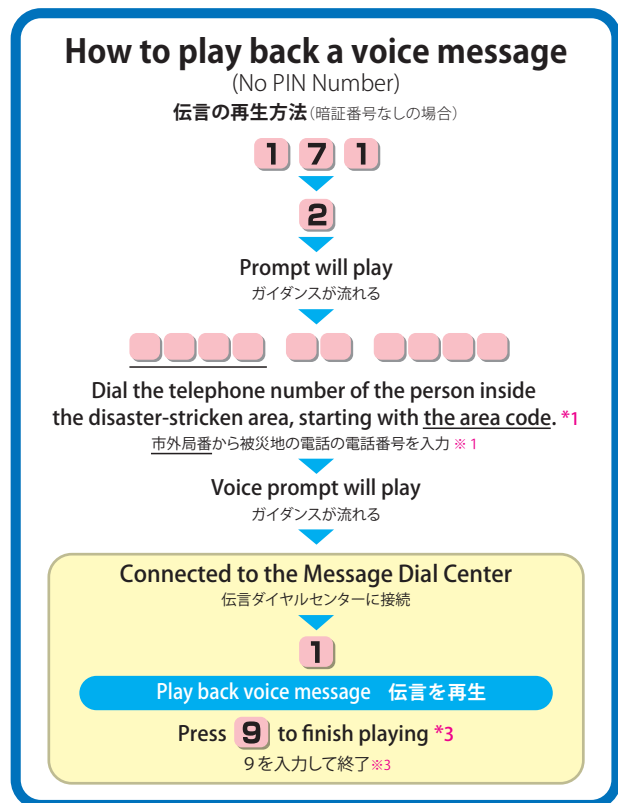 How to play back a voice message
(No PIN Number)
伝言の再生方法(暗証番号なしの場合)
1 7 1
2
Prompt will play
ガイダンスが流れる
Dial the telephone number of the person inside
the disaster-stricken area, starting with the area code. *1
市外局番から被災地の電話の電話番号を入力 ※1
Voice prompt will play
ガイダンスが流れる
Connected to the Message Dial Center
伝言ダイヤルセンターに接続
1
Play back voice message 伝言を再生
Press 9 to finish playing *3
9を入力して終了※3